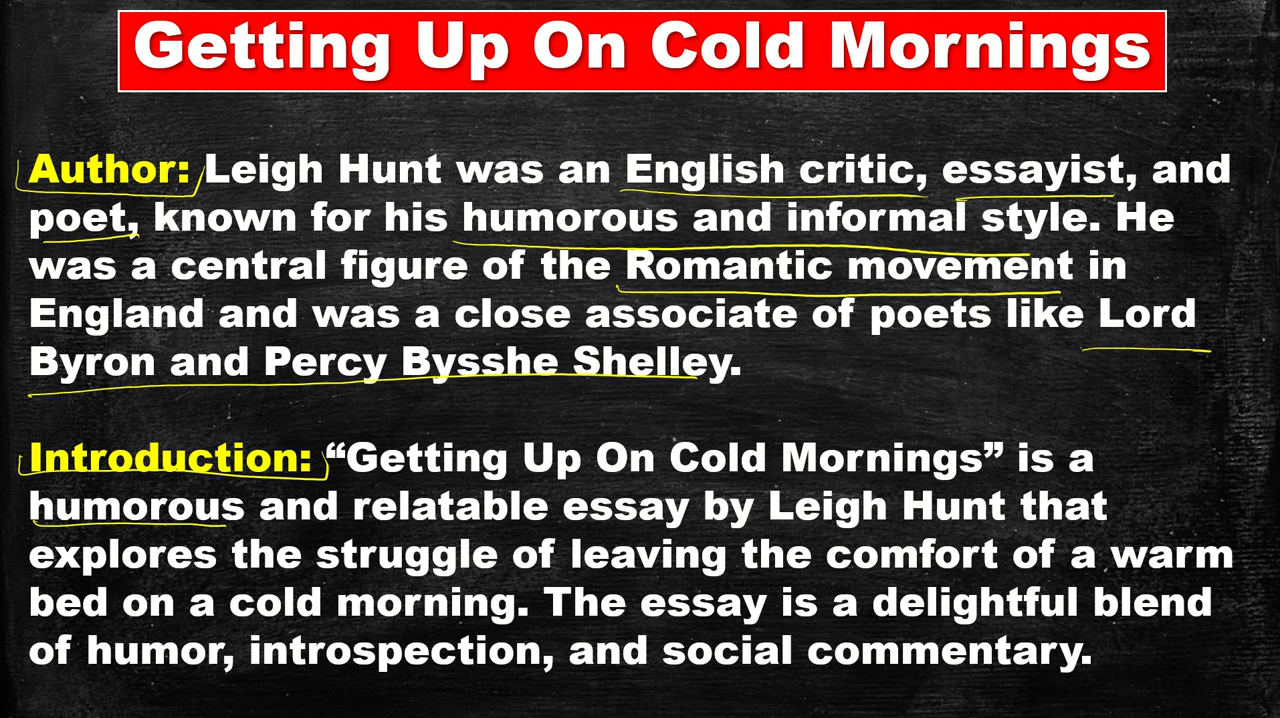 Getting Up On Cold Mornings
Author: Leigh Hunt was an English critic, essayist, and
poet, known for his humorous and informal style. He
was a central figure of the Romantic movement in
England and was a close associate of poets like Lord
Byron and Percy Bysshe Shelley.
Introduction: “Getting Up On Cold Mornings” is a
humorous and relatable essay by Leigh Hunt that
explores the struggle of leaving the comfort of a warm
bed on a cold morning. The essay is a delightful blend
of humor, introspection, and social commentary.